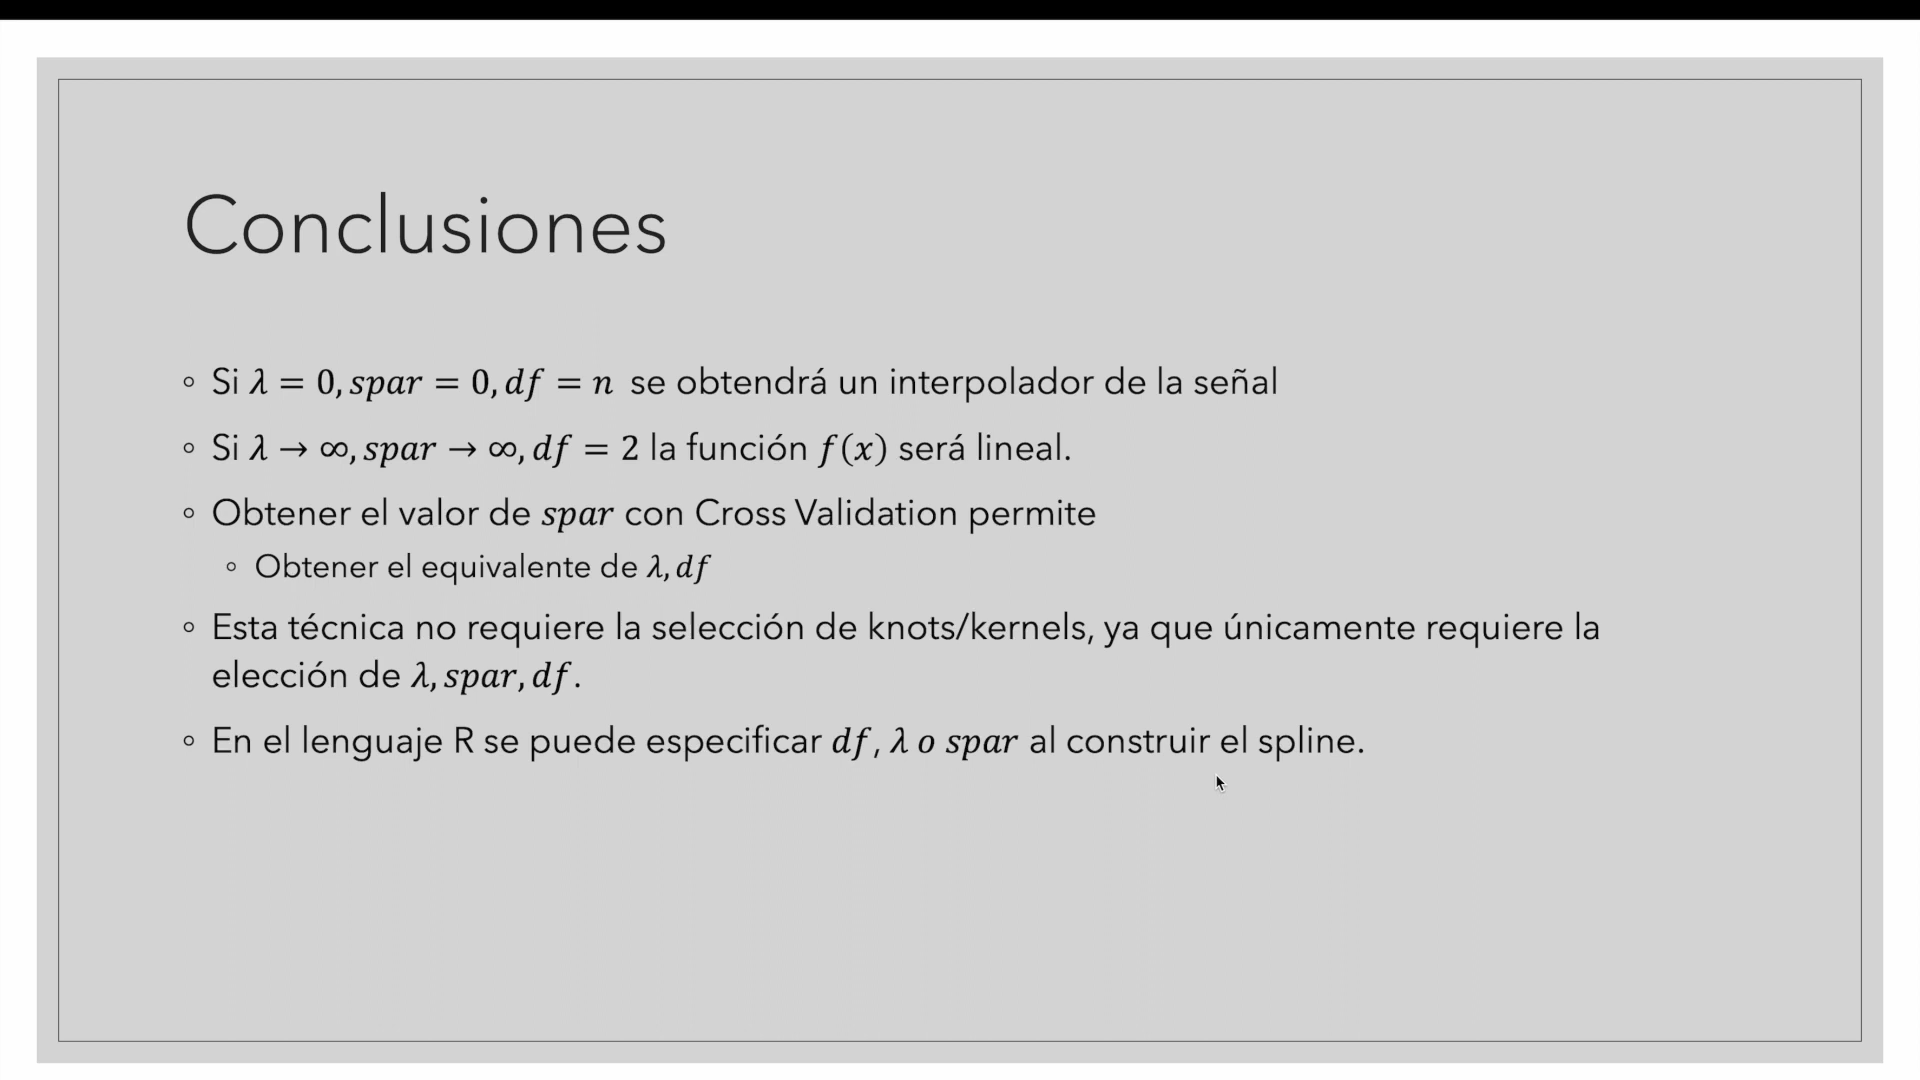 Conclusiones
◦ Si λ = 0, spar = 0, df = n se obtendrá un interpolador de la señal
◦ Si λ → ∞, spar → ∞, df = 2 la función f(x) será lineal.
◦ Obtener el valor de spar con Cross Validation permite
◦ Obtener el equivalente de λ, df
◦ Esta técnica no requiere la selección de knots/kernels, ya que únicamente requiere la
elección de λ, spar, df.
◦ En el lenguaje R se puede especificar df, λ o spar al construir el spline.